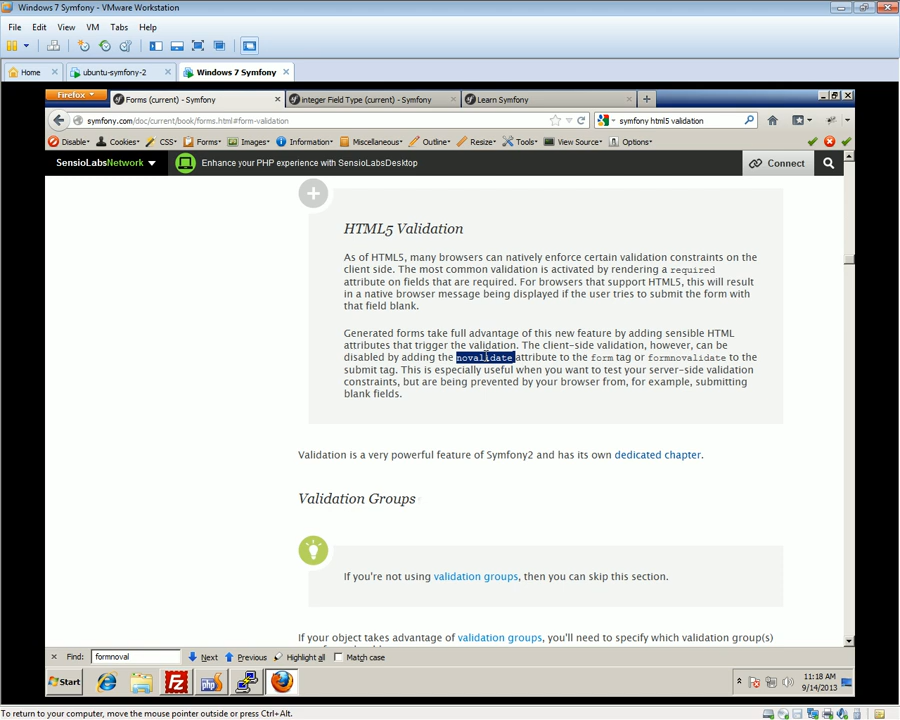 Windows 7 Symfony - VMware Workstation
File Edit View VM Tabs Help
Home ubuntu-symfony-2 Windows 7 Symfony
Firefox Forms (current) - Symfony integer Field Type (current) - Symfony Learn Symfony
symfony.com/doc/current/book/forms.html#form-validation symfony html5 validation
Disable Cookies CSS Forms Images Information Miscellaneous Outline Resize Tools View Source Options
SensioLabsNetwork Enhance your PHP experience with SensioLabsDesktop Connect
HTML5 Validation
As of HTML5, many browsers can natively enforce certain validation constraints on the
client side. The most common validation is activated by rendering a required
attribute on fields that are required. For browsers that support HTML5, this will result
in a native browser message being displayed if the user tries to submit the form with
that field blank.
Generated forms take full advantage of this new feature by adding sensible HTML
attributes that trigger the validation. The client-side validation, however, can be
disabled by adding the novalidate attribute to the form tag or formnovalidate to the
submit tag. This is especially useful when you want to test your server-side validation
constraints, but are being prevented by your browser from, for example, submitting
blank fields.
Validation is a very powerful feature of Symfony2 and has its own dedicated chapter.
Validation Groups
If you're not using validation groups, then you can skip this section.
If your object takes advantage of validation groups, you'll need to specify which validation group(s)
Find: formnoval Next Previous Highlight all Match case
Start 11:18 AM
9/14/2013
To return to your computer, move the mouse pointer outside or press Ctrl+Alt.